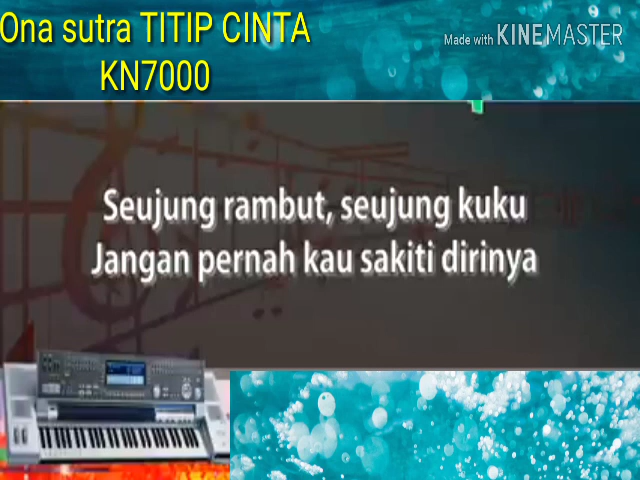 Ona sutra TITIP CINTA
KN7000
Made with KINEMASTER
Seujung rambut, seujung kuku
Jangan pernah kau sakiti dirinya